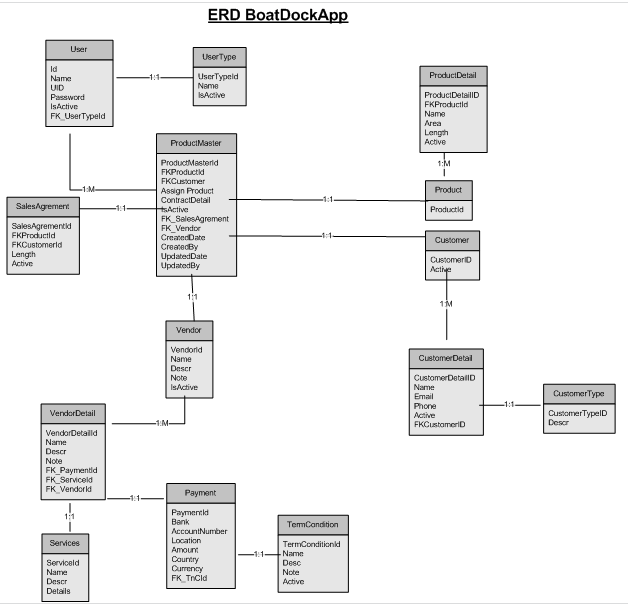 ERD BoatDockApp
User
Id
Name
UID
Password
IsActive
FK_UserTypeId
1:1
UserType
UserTypeId
Name
IsActive
ProductDetail
ProductDetailID
FKProductId
Name
Area
Length
Active
1:M
Product
ProductId
ProductMaster
ProductMasterId
FKProductId
FKCustomer
Assign Product
ContractDetail
IsActive
FK_SalesAgrement
FK_Vendor
CreatedDate
CreatedBy
UpdatedDate
UpdatedBy
1:M
1:1
1:1
1:1
SalesAgrement
SalesAgrementId
FKProductId
FKCustomerId
Length
Active
Customer
CustomerID
Active
1:M
1:1
Vendor
VendorId
Name
Descr
Note
IsActive
CustomerDetail
CustomerDetailID
Name
Email
Phone
Active
FKCustomerID
1:1
CustomerType
CustomerTypeID
Descr
1:M
VendorDetail
VendorDetailId
Name
Descr
Note
FK_PaymentId
FK_ServiceId
FK_VendorId
1:1
1:1
Payment
PaymentId
Bank
AccountNumber
Location
Amount
Country
Currency
FK_TnCId
1:1
TermCondition
TermConditionId
Name
Desc
Note
Active
Services
ServiceId
Name
Descr
Details